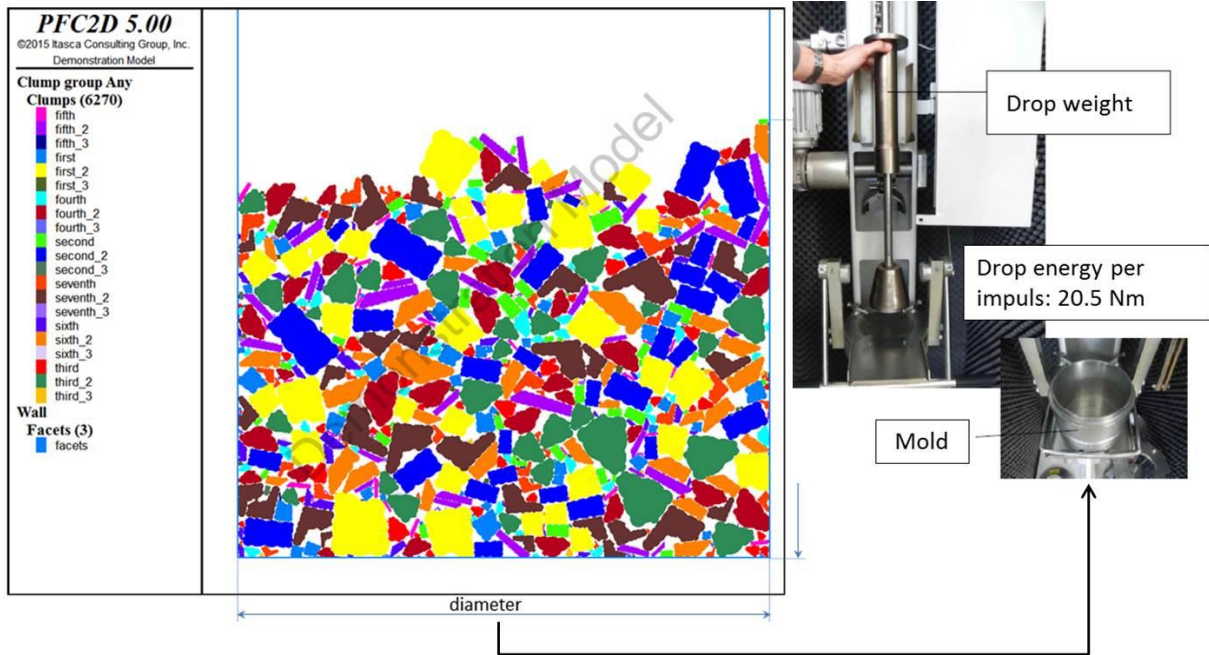 PFC2D 5.00
©2015 Itasca Consulting Group, Inc.
Demonstration Model
Clump group Any
Clumps (6270)
fifth
fifth_2
fifth_3
first
first_2
first_3
fourth
fourth_2
fourth_3
second
second_2
second_3
seventh
seventh_2
seventh_3
sixth
sixth_2
sixth_3
third
third_2
third_3
Wall
Facets (3)
facets
Demonstration Model
diameter
Drop weight
Drop energy per
impuls: 20.5 Nm
Mold